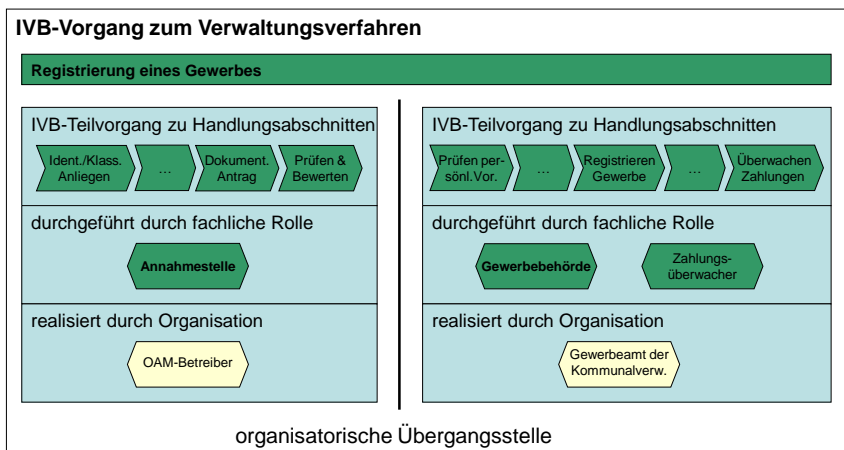 IVB-Vorgang zum Verwaltungsverfahren
Registrierung eines Gewerbes
IVB-Teilvorgang zu Handlungsabschnitten
Ident./Klass.
Anliegen
...
Dokument.
Antrag
Prüfen &
Bewerten
durchgeführt durch fachliche Rolle
Annahmestelle
realisiert durch Organisation
OAM-Betreiber
IVB-Teilvorgang zu Handlungsabschnitten
Prüfen per-
sönl.Vor.
...
Registrieren
Gewerbe
...
Überwachen
Zahlungen
durchgeführt durch fachliche Rolle
Gewerbebehörde
Zahlungs-
überwacher
realisiert durch Organisation
Gewerbeamt der
Kommunalverw.
organisatorische Übergangsstelle